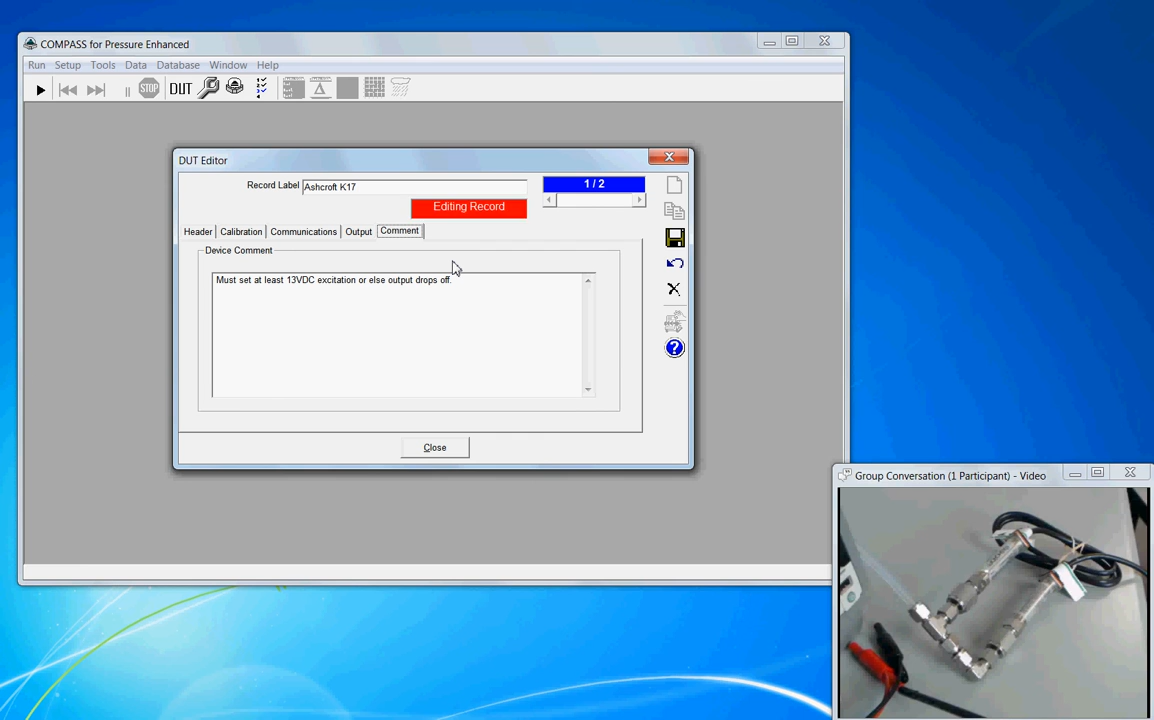 COMPASS for Pressure Enhanced
Run Setup Tools Data Database Window Help
STOP DUT
DUT Editor
Record Label Ashcroft K17
1 / 2
Editing Record
Header Calibration Communications Output Comment
Device Comment
Must set at least 13VDC excitation or else output drops off.
Close
Group Conversation (1 Participant) - Video